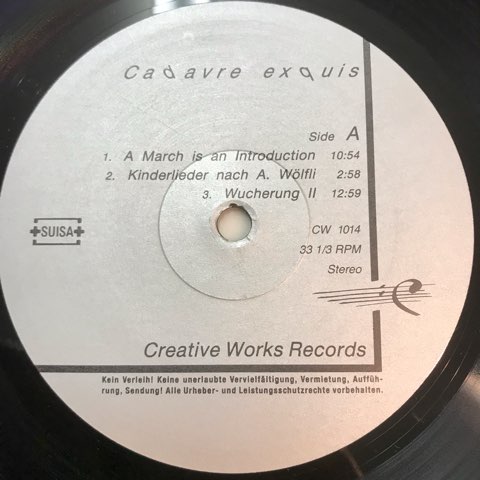 Cadavre exquis
Side A
1. A March is an Introduction 10:54
2. Kinderlieder nach A. Wölfli 2:58
3. Wucherung II 12:59
SUISA
CW 1014
33 1/3 RPM
Stereo
Creative Works Records
Kein Verleih! Keine unerlaubte Vervielfältigung, Vermietung, Auffüh-
rung, Sendung! Alle Urheber- und Leistungsschutzrechte vorbehalten.